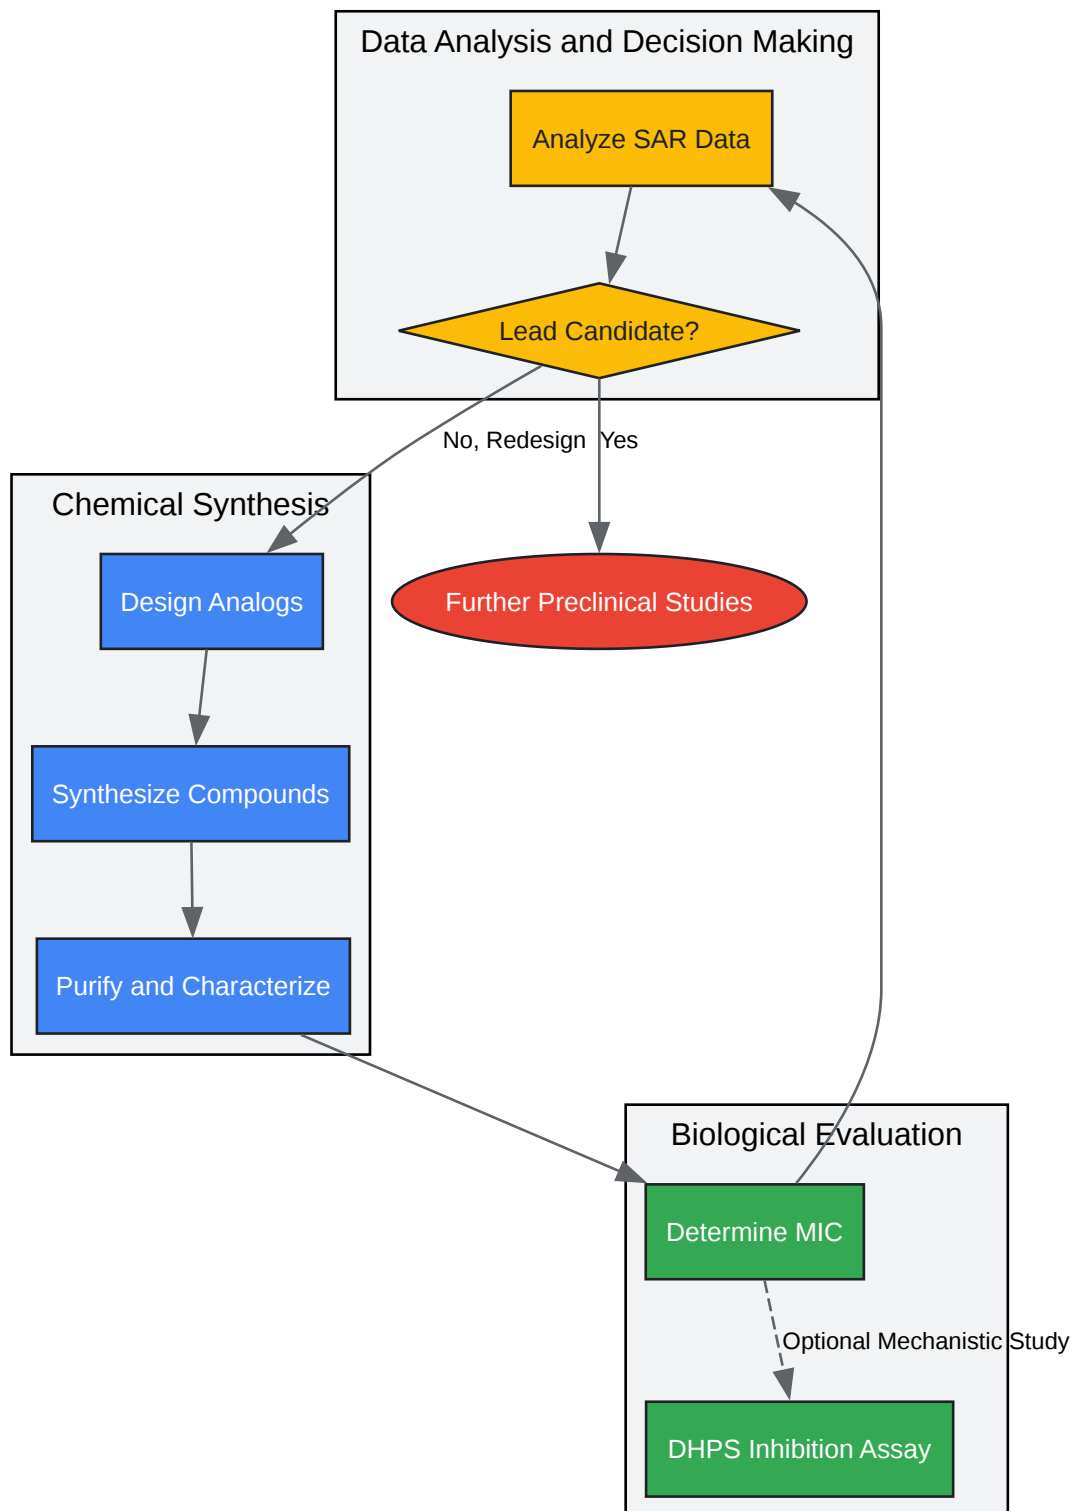 Data Analysis and Decision Making
Analyze SAR Data
Lead Candidate?
No, Redesign
Yes
Chemical Synthesis
Design Analogs
Further Preclinical Studies
Synthesize Compounds
Purify and Characterize
Biological Evaluation
Determine MIC
Optional Mechanistic Study
DHPS Inhibition Assay